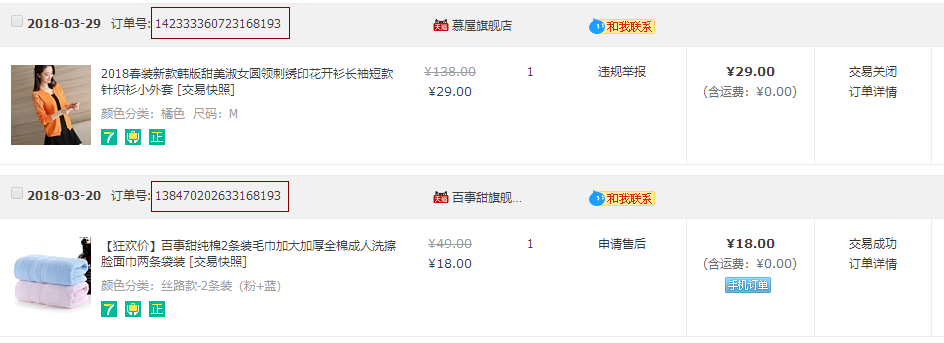 2018-03-29 订单号: 142333360723168193 天猫 慕屋旗舰店 和我联系
2018春装新款韩版甜美淑女圆领刺绣印花开衫长袖短款 ¥138.00 1 违规举报 ¥29.00 交易关闭
针织衫小外套 [交易快照] ¥29.00 (含运费：¥0.00) 订单详情
颜色分类：橘色 尺码：M
7 正
2018-03-20 订单号: 138470202633168193 天猫 百事甜旗舰... 和我联系
【狂欢价】百事甜纯棉2条装毛巾加大加厚全棉成人洗擦 ¥49.00 1 申请售后 ¥18.00 交易成功
脸面巾两条袋装 [交易快照] ¥18.00 (含运费：¥0.00) 订单详情
颜色分类：丝路款-2条装（粉+蓝） 手机订单
7 正